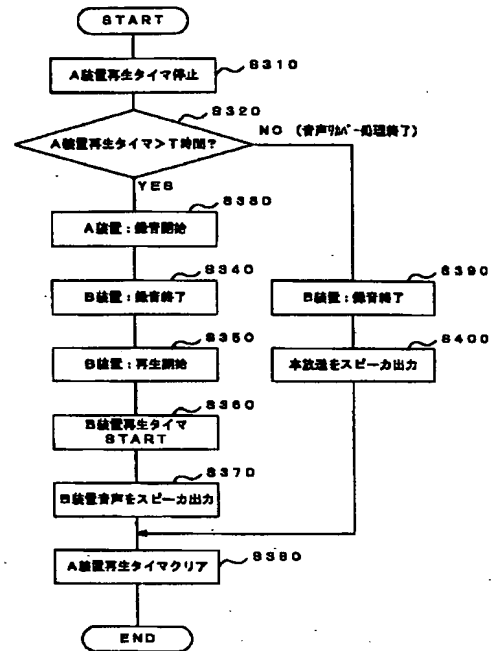 START
A装置再生タイマ停止
S310
S320
A装置再生タイマ>T時間?
NO (音声リカバー処理終了)
YES
S330
A装置:録音開始
S340
B装置:録音終了
S390
B装置:録音終了
S350
B装置:再生開始
S400
本放送をスピーカ出力
S360
B装置再生タイマ
START
S370
B装置音声をスピーカ出力
S380
A装置再生タイマクリア
END